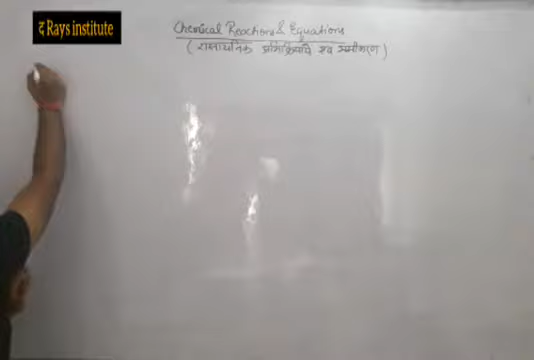 द Rays institute
Chemical Reactions & Equations
(रासायनिक अभिक्रियाएँ एवं समीकरण)